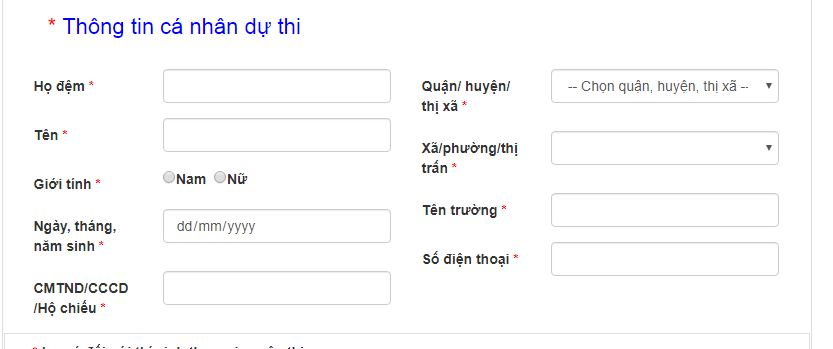 * Thông tin cá nhân dự thi
Họ đệm *
Tên *
Giới tính * Nam Nữ
Ngày, tháng,
năm sinh *
dd/mm/yyyy
CMTND/CCCD
/Hộ chiếu *
Quận/ huyện/
thị xã *
-- Chọn quận, huyện, thị xã --
Xã/phường/thị
trấn *
Tên trường *
Số điện thoại *